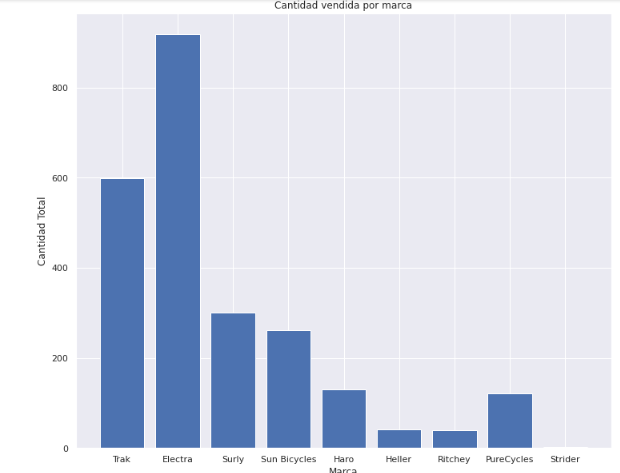 Cantidad vendida por marca
800
600
400
200
0
Cantidad Total
Trak Electra Surly Sun Bicycles Haro Heller Ritchey PureCycles Strider
Marca